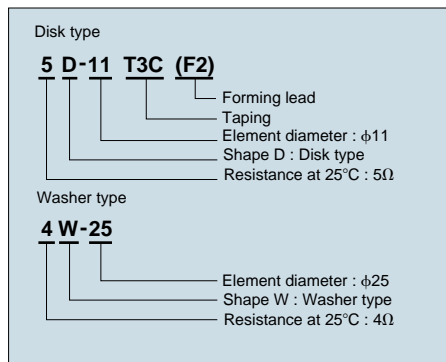 Disk type
5 D-11 T3C (F2)
Forming lead
Taping
Element diameter : ϕ11
Shape D : Disk type
Resistance at 25°C : 5Ω
Washer type
4 W-25
Element diameter : ϕ25
Shape W : Washer type
Resistance at 25°C : 4Ω